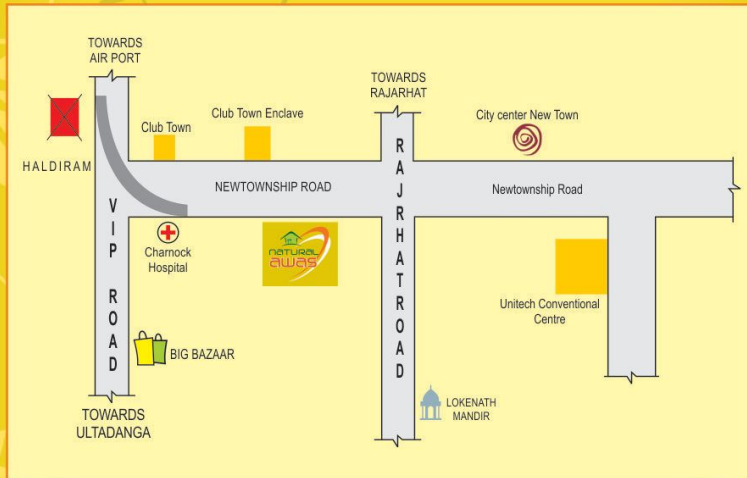 TOWARDS
AIR PORT
TOWARDS
RAJARHAT
Club Town Enclave
City center New Town
Club Town
HALDIRAM
NEWTOWNSHIP ROAD
Newtownship Road
VIP ROAD
RAJRHATROAD
Charnock
Hospital
NATURAL
awas
Unitech Conventional
Centre
BIG BAZAAR
LOKENATH
MANDIR
TOWARDS
ULTADANGA